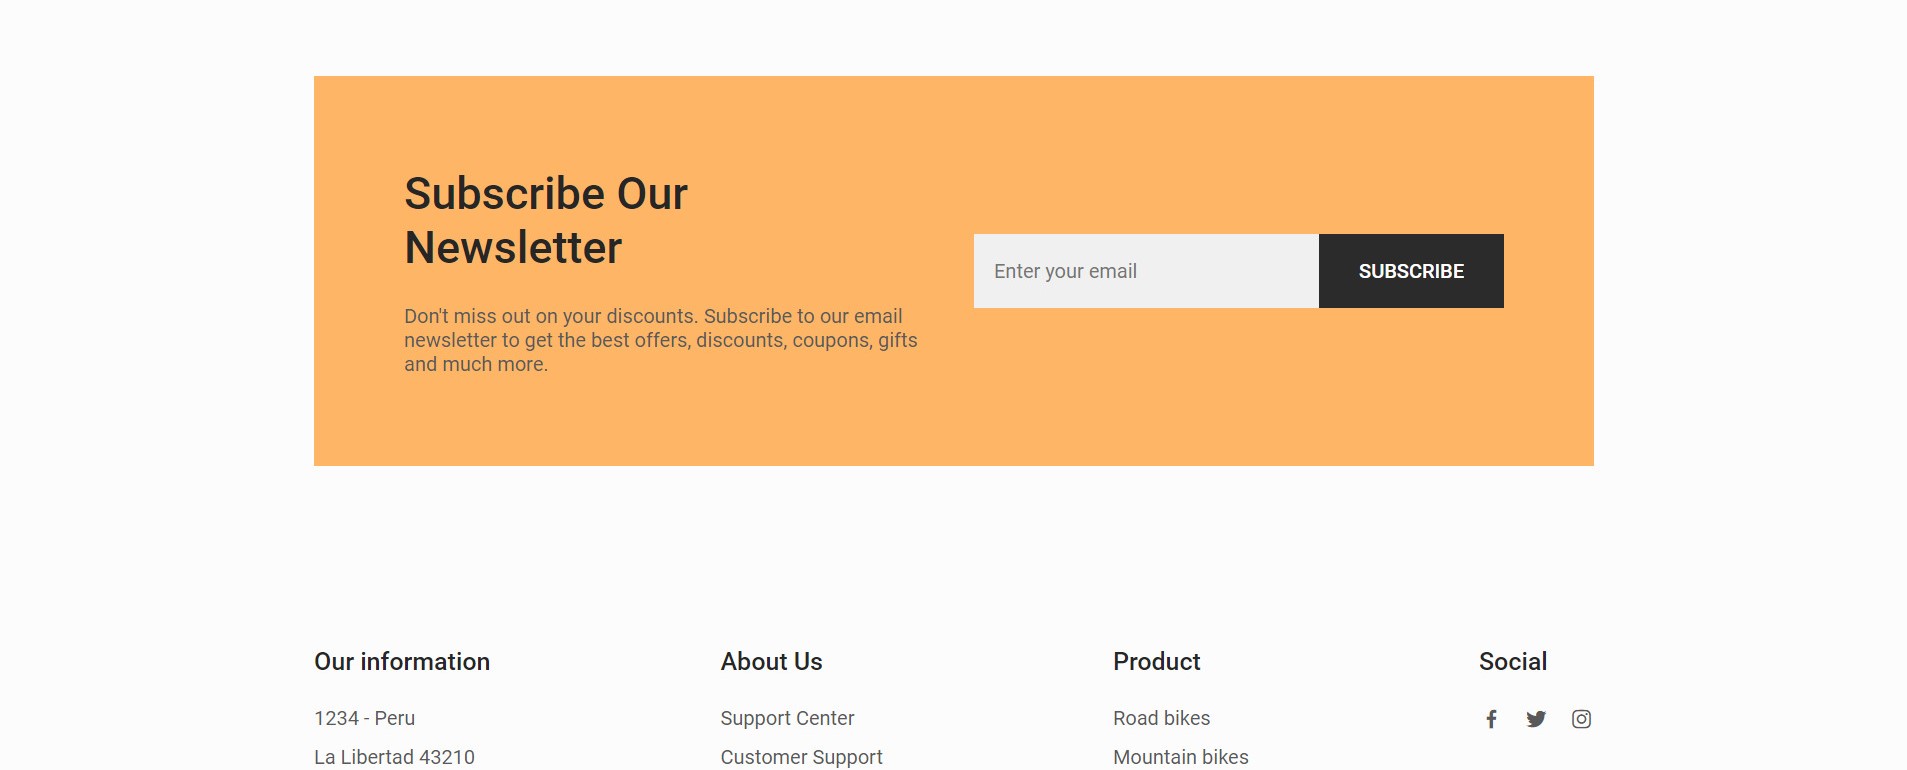 Subscribe Our
Newsletter
Don't miss out on your discounts. Subscribe to our email
newsletter to get the best offers, discounts, coupons, gifts
and much more.
Enter your email
SUBSCRIBE
Our information
1234 - Peru
La Libertad 43210
About Us
Support Center
Customer Support
Product
Road bikes
Mountain bikes
Social